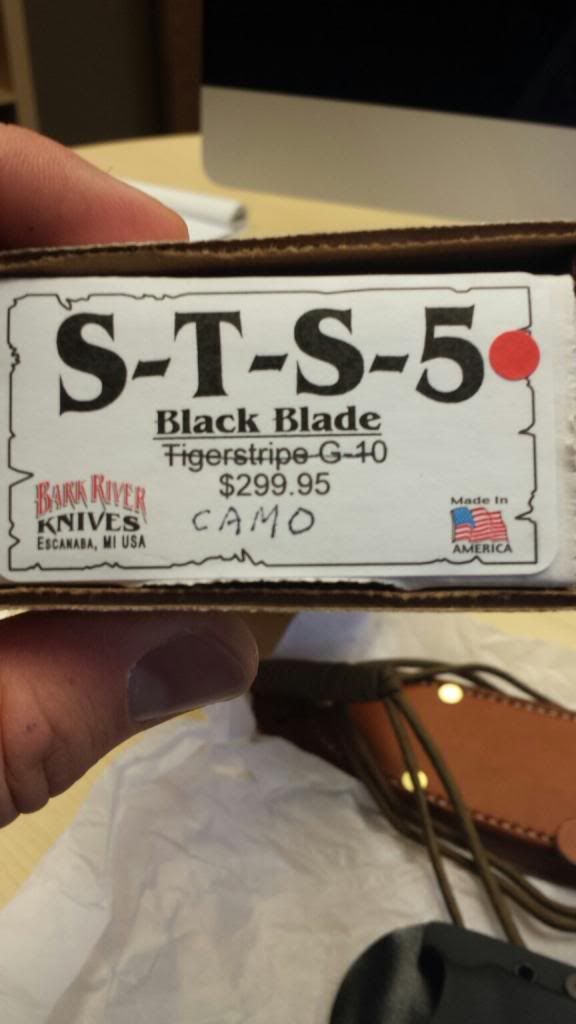 S-T-S-5
Black Blade
Tigerstripe G-10
$299.95
CAMO
BARK RIVER
KNIVES
ESCANABA, MI USA
Made In
AMERICA